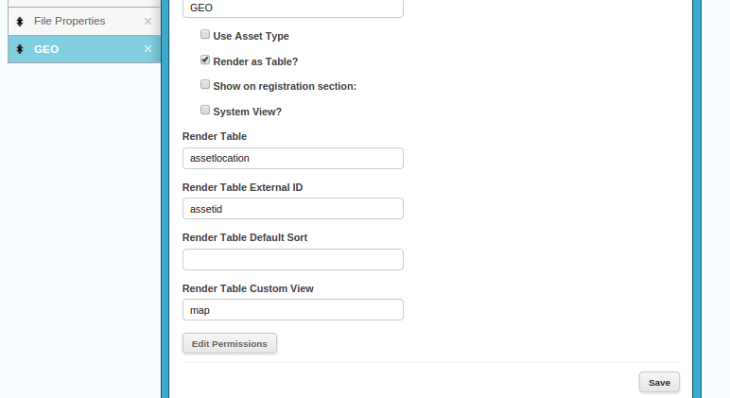 GEO
File Properties ×
GEO ×
Use Asset Type
Render as Table?
Show on registration section:
System View?
Render Table
assetlocation
Render Table External ID
assetid
Render Table Default Sort
Render Table Custom View
map
Edit Permissions
Save